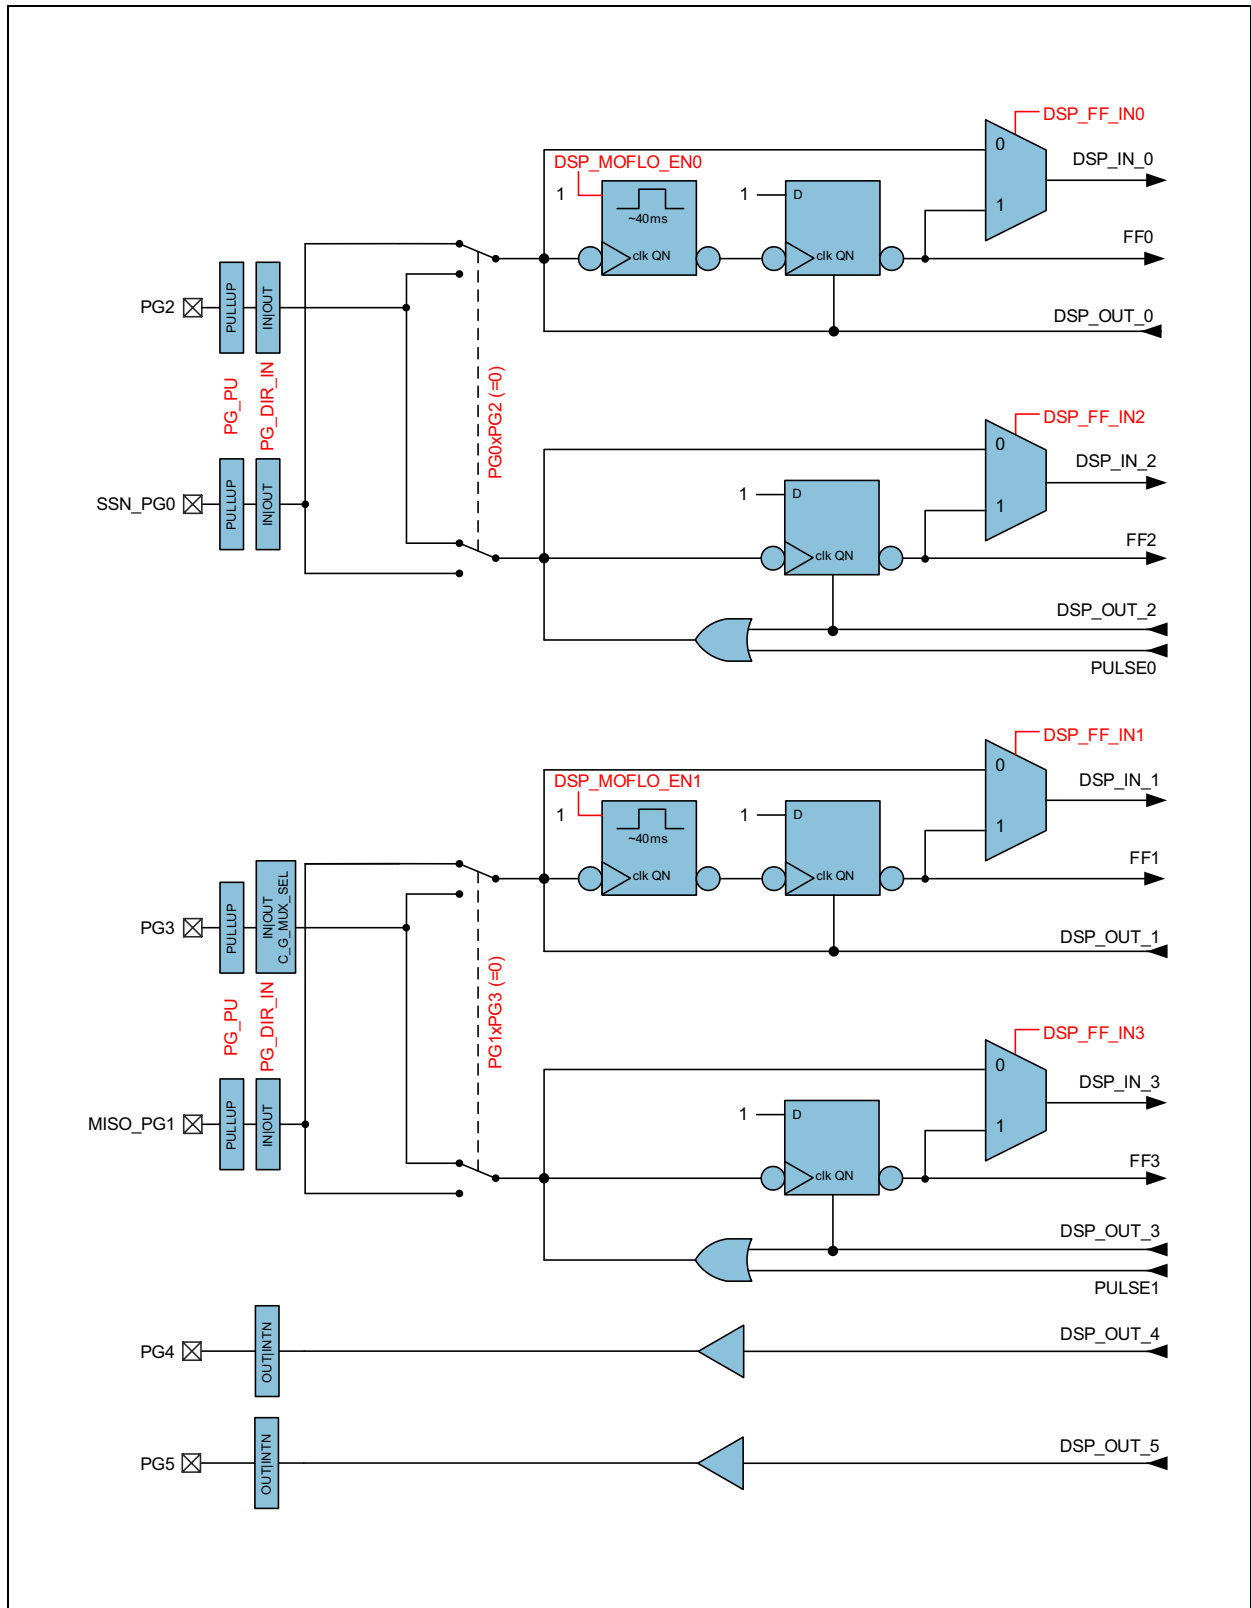 DSP_FF_IN0
0
DSP_IN_0
DSP_MOFLO_EN0
1
~40ms
clk QN
1
D
clk QN
1
FF0
DSP_OUT_0
PG2
PULLUP
IN|OUT
PG_PU
PG_DIR_IN
PG0xPG2 (=0)
SSN_PG0
PULLUP
IN|OUT
DSP_FF_IN2
0
DSP_IN_2
1
D
clk QN
1
FF2
DSP_OUT_2
PULSE0
DSP_FF_IN1
0
DSP_IN_1
DSP_MOFLO_EN1
1
~40ms
clk QN
1
D
clk QN
1
FF1
DSP_OUT_1
PG3
PULLUP
IN|OUT
C_G_MUX_SEL
PG_PU
PG_DIR_IN
PG1xPG3 (=0)
MISO_PG1
PULLUP
IN|OUT
DSP_FF_IN3
0
DSP_IN_3
1
D
clk QN
1
FF3
DSP_OUT_3
PULSE1
PG4
OUT|INTN
DSP_OUT_4
PG5
OUT|INTN
DSP_OUT_5